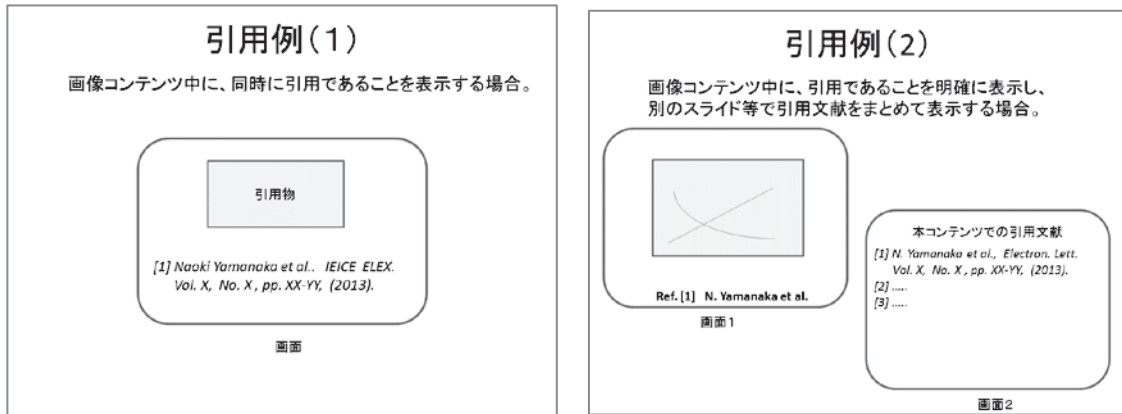 引用例(1)
画像コンテンツ中に、同時に引用であることを表示する場合。
引用物
[1] Naoki Yamanaka et al.. IEICE ELEX.
Vol. X, No. X , pp. XX-YY, (2013).
画面
引用例(2)
画像コンテンツ中に、引用であることを明確に表示し、
別のスライド等で引用文献をまとめて表示する場合。
Ref. [1] N. Yamanaka et al.
画面1
本コンテンツでの引用文献
[1] N. Yamanaka et al., Electron. Lett.
Vol. X, No. X , pp. XX-YY, (2013).
[2] .....
[3] .....
画面2